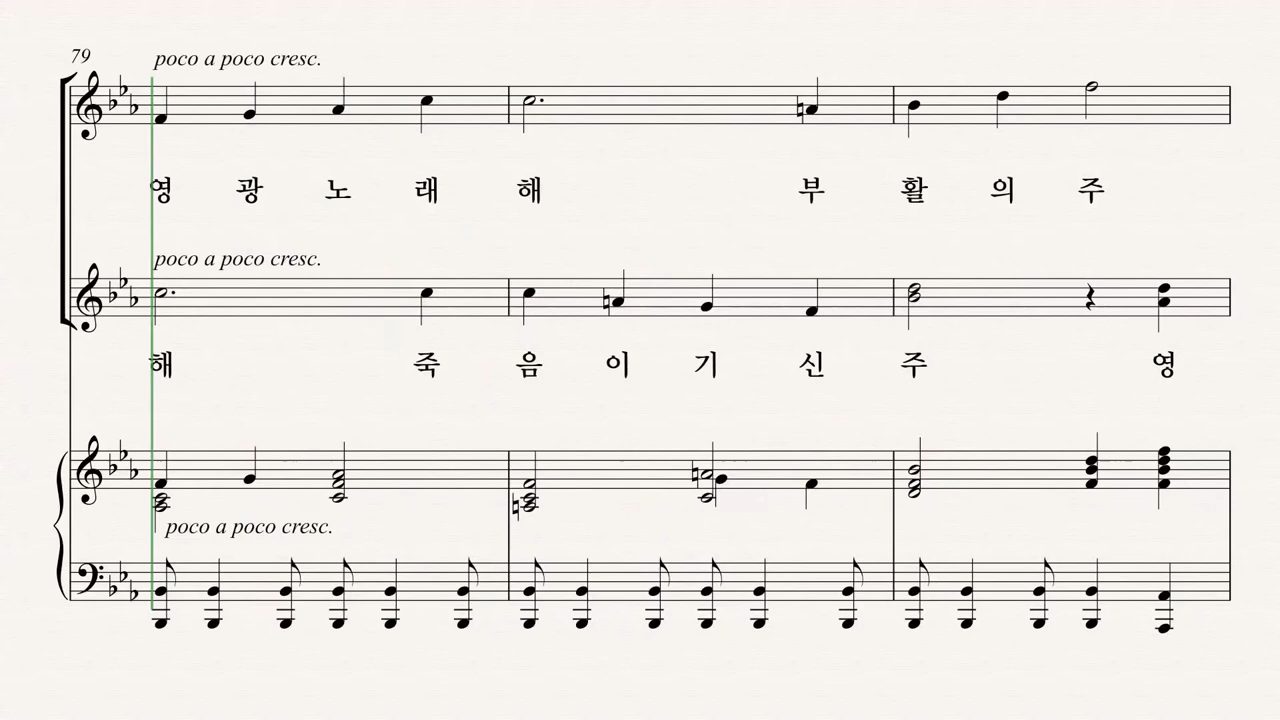 79
poco a poco cresc.
영 광 노 래 해 부 활 의 주
poco a poco cresc.
해 죽 음 이 기 신 주 영
poco a poco cresc.